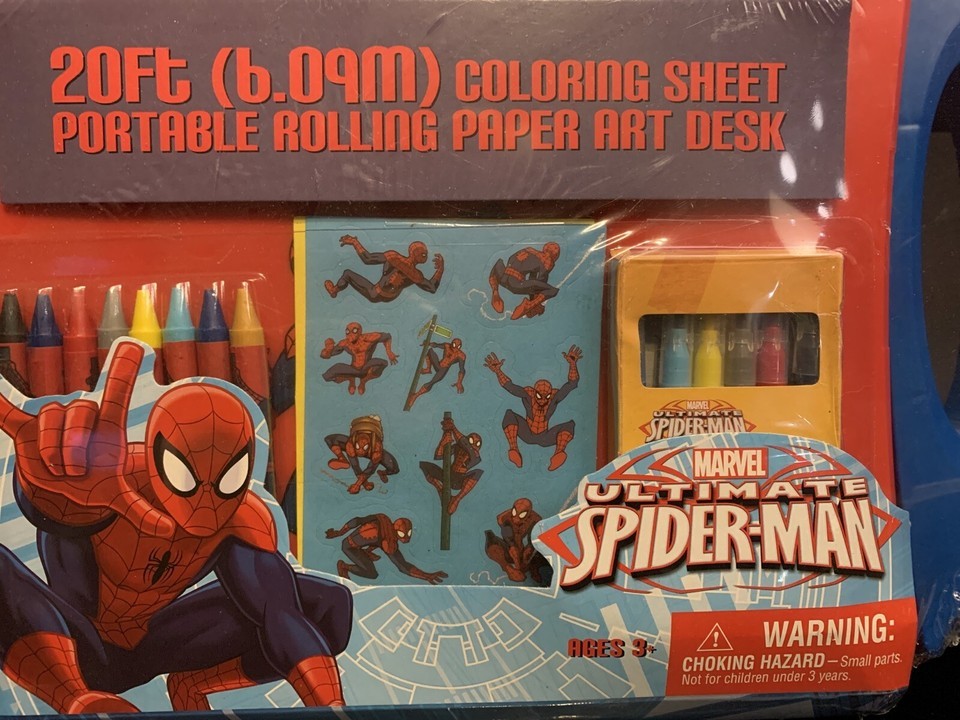 20Ft (6.09m) COLORING SHEET
PORTABLE ROLLING PAPER ART DESK
MARVEL
ULTIMATE
SPIDER-MAN
MARVEL
ULTIMATE
SPIDER-MAN
AGES 3+
WARNING:
CHOKING HAZARD — Small parts.
Not for children under 3 years.